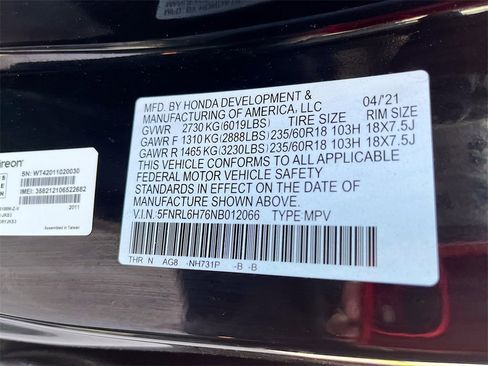 MFD. BY HONDA DEVELOPMENT & 04/'21
MANUFACTURING OF AMERICA, LLC
GVWR 2730 KG(6019LBS) TIRE SIZE RIM SIZE
GAWR F 1310 KG(2888LBS) 235/60R18 103H 18X7.5J
GAWR R 1465 KG(3230LBS) 235/60R18 103H 18X7.5J
THIS VEHICLE CONFORMS TO ALL APPLICABLE
FEDERAL MOTOR VEHICLE SAFETY
STANDARDS IN EFFECT ON THE DATE OF
MANUFACTURE SHOWN ABOVE.
V.I.N. 5FNRL6H76NB012066 TYPE MPV
THR N AG8 -NH731P -B -B
SN: WT42011020030
IMEI: 358212106522682
2011
Assembled in Taiwan